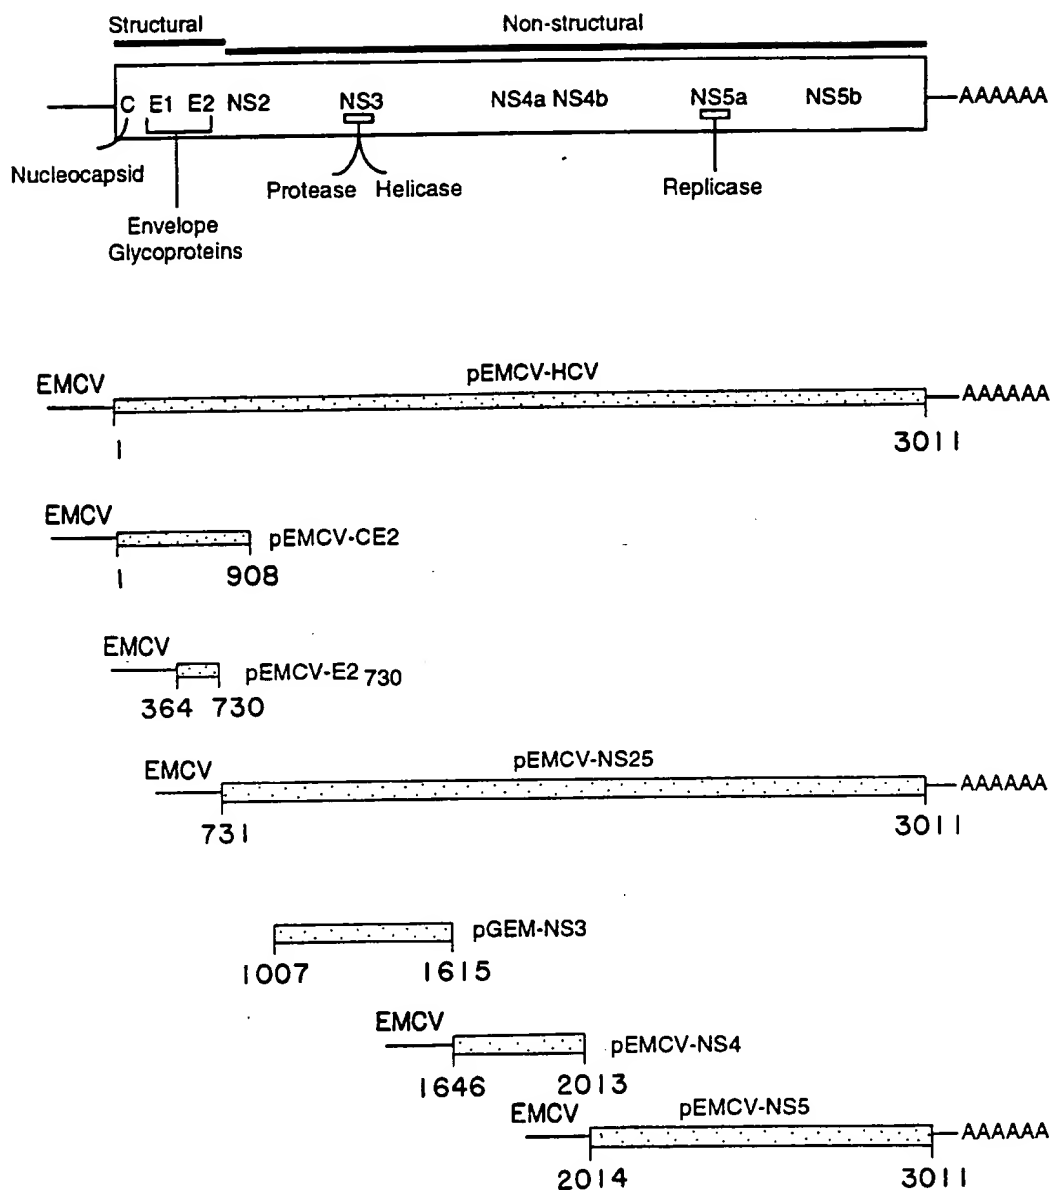 Structural
Non-structural
C E1 E2 NS2 NS3 NS4a NS4b NS5a NS5b AAAAAA
Nucleocapsid
Protease Helicase
Replicase
Envelope
Glycoproteins
pEMCV-HCV
EMCV AAAAAA
1 3011
EMCV pEMCV-CE2
1 908
EMCV pEMCV-E2 730
364 730
pEMCV-NS25
EMCV AAAAAA
731 3011
pGEM-NS3
1007 1615
EMCV pEMCV-NS4
1646 2013
EMCV pEMCV-NS5
AAAAAA
2014 3011